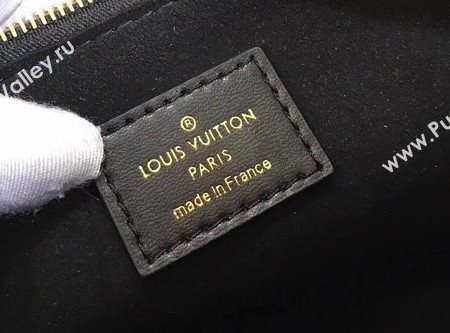 ®
LOUIS VUITTON
PARIS
made in France
Valley.ru
www.Pu